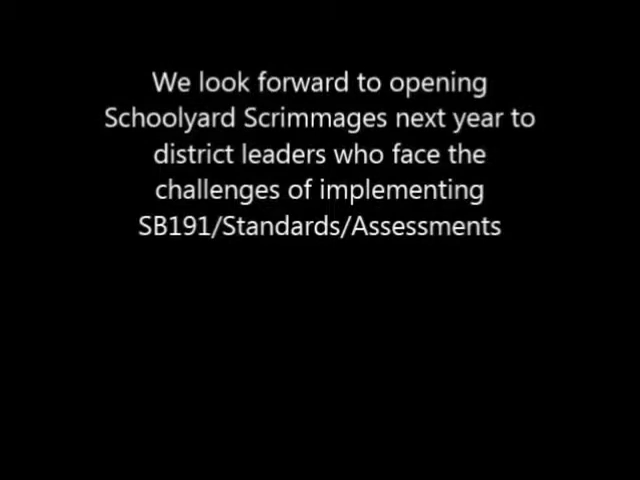 We look forward to opening
Schoolyard Scrimmages next year to
district leaders who face the
challenges of implementing
SB191/Standards/Assessments